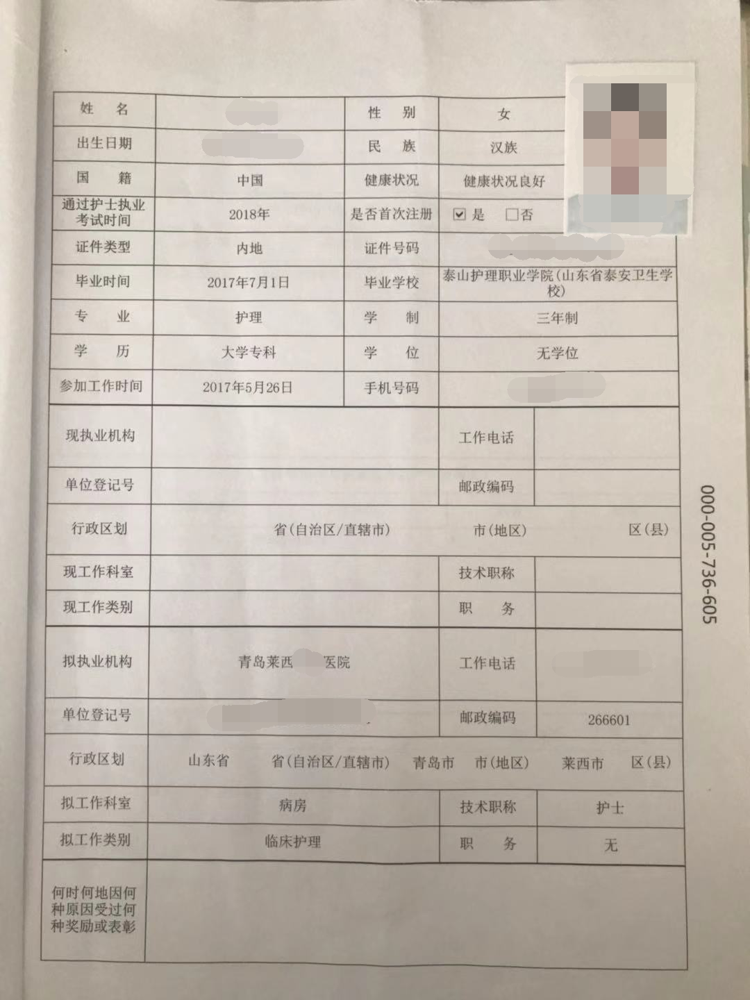 姓 名 性 别 女
出生日期 民 族 汉族
国 籍 中国 健康状况 健康状况良好
通过护士执业
考试时间 2018年 是否首次注册 ☑ 是 □否
证件类型 内地 证件号码
毕业时间 2017年7月1日 毕业学校 泰山护理职业学院(山东省泰安卫生学
校)
专 业 护理 学 制 三年制
学 历 大学专科 学 位 无学位
参加工作时间 2017年5月26日 手机号码
现执业机构 工作电话
单位登记号 邮政编码
行政区划 省(自治区/直辖市) 市(地区) 区(县)
现工作科室 技术职称
现工作类别 职 务
拟执业机构 青岛莱西 医院 工作电话
单位登记号 邮政编码 266601
行政区划 山东省 省(自治区/直辖市) 青岛市 市(地区) 莱西市 区(县)
拟工作科室 病房 技术职称 护士
拟工作类别 临床护理 职 务 无
何时何地因何
种原因受过何
种奖励或表彰
000-005-736-605